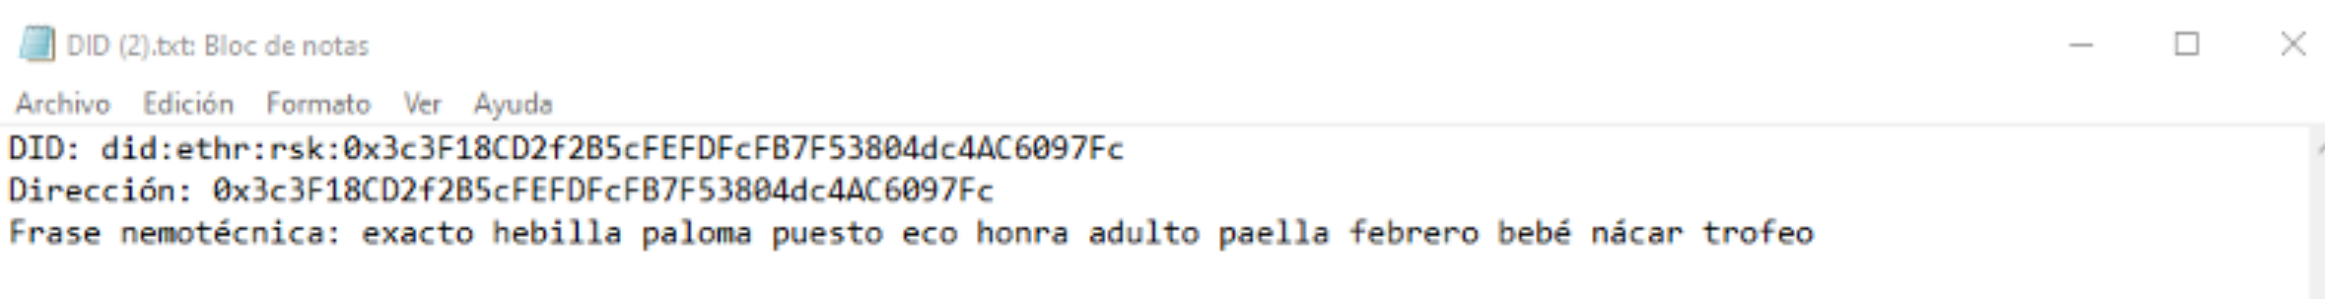 DID (2).txt: Bloc de notas
Archivo Edición Formato Ver Ayuda
DID: did:ethr:rsk:0x3c3F18CD2f2B5cFEFDFcFB7F53804dc4AC6097Fc
Dirección: 0x3c3F18CD2f2B5cFEFDFcFB7F53804dc4AC6097Fc
Frase nemotécnica: exacto hebilla paloma puesto eco honra adulto paella febrero bebé nácar trofeo